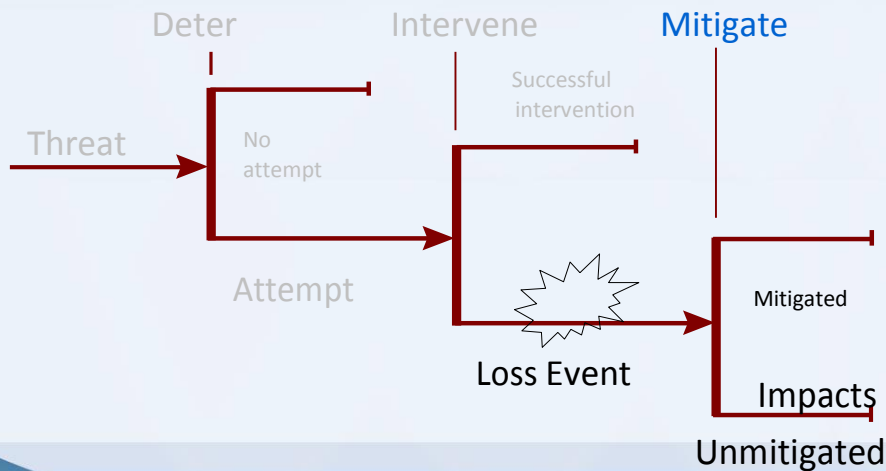 Deter
Intervene
Mitigate
Successful
intervention
Threat
No
attempt
Attempt
Mitigated
Loss Event
Impacts
Unmitigated